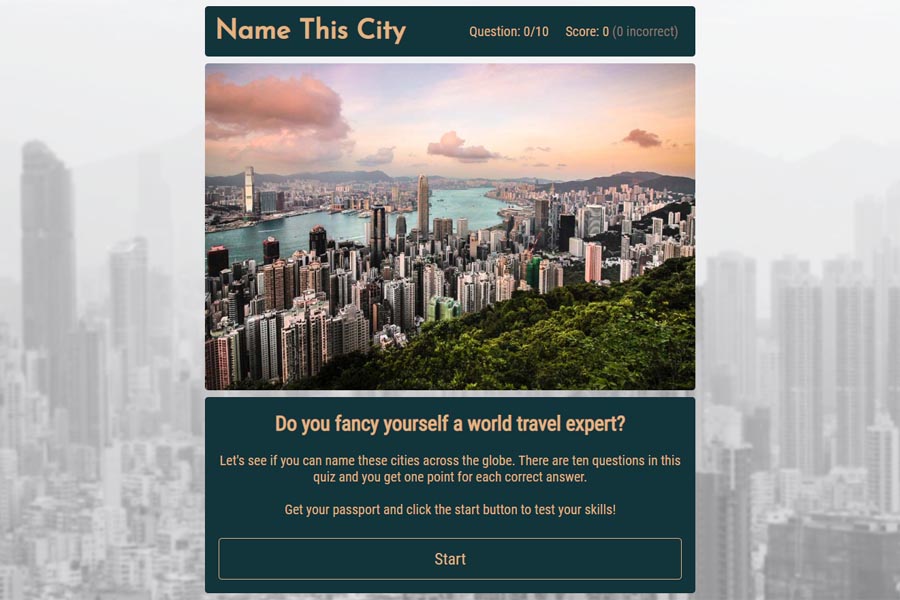 Name This City
Question: 0/10 Score: 0 (0 incorrect)
Do you fancy yourself a world travel expert?
Let's see if you can name these cities across the globe. There are ten questions in this
quiz and you get one point for each correct answer.
Get your passport and click the start button to test your skills!
Start